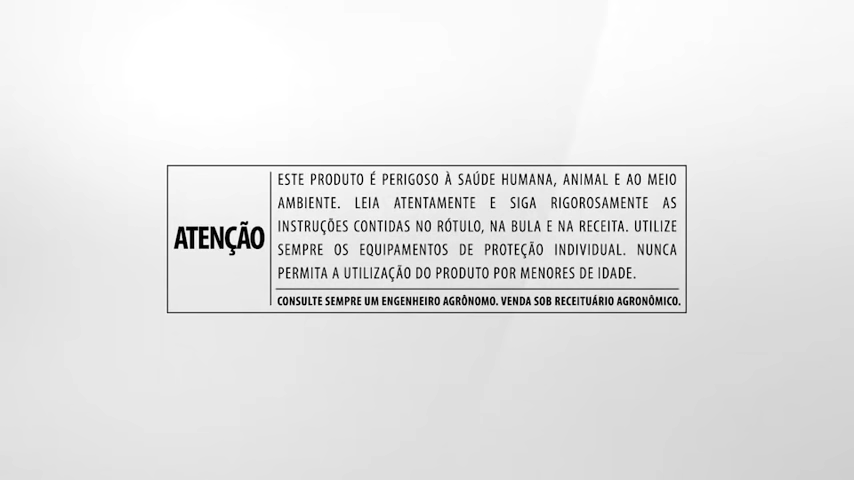 ATENÇÃO
ESTE PRODUTO É PERIGOSO À SAÚDE HUMANA, ANIMAL E AO MEIO
AMBIENTE. LEIA ATENTAMENTE E SIGA RIGOROSAMENTE AS
INSTRUÇÕES CONTIDAS NO RÓTULO, NA BULA E NA RECEITA. UTILIZE
SEMPRE OS EQUIPAMENTOS DE PROTEÇÃO INDIVIDUAL. NUNCA
PERMITA A UTILIZAÇÃO DO PRODUTO POR MENORES DE IDADE.
CONSULTE SEMPRE UM ENGENHEIRO AGRÔNOMO. VENDA SOB RECEITUÁRIO AGRONÔMICO.